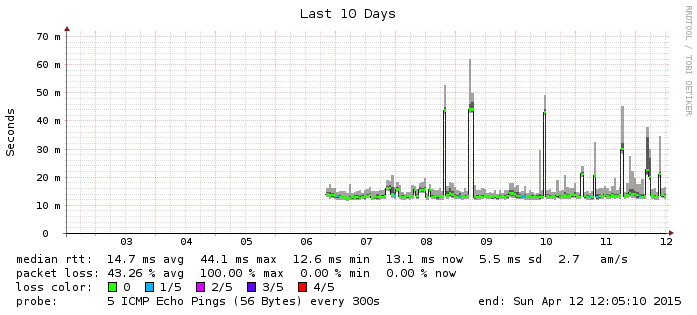 Last 10 Days
RRDTOOL / TOBI OETIKER
Seconds
70 m
60 m
50 m
40 m
30 m
20 m
10 m
0
03 04 05 06 07 08 09 10 11 12
median rtt: 14.7 ms avg 44.1 ms max 12.6 ms min 13.1 ms now 5.5 ms sd 2.7 am/s
packet loss: 43.26 % avg 100.00 % max 0.00 % min 0.00 % now
loss color: 0 1/5 2/5 3/5 4/5
probe: 5 ICMP Echo Pings (56 Bytes) every 300s end: Sun Apr 12 12:05:10 2015